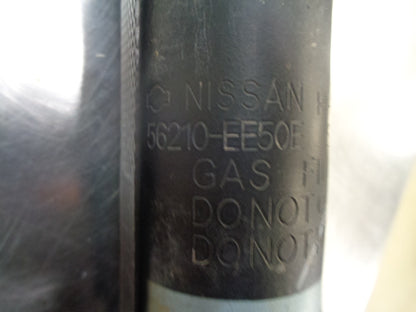 NISSAN
56210-EE50E
GAS
DO NOT
DO NOT